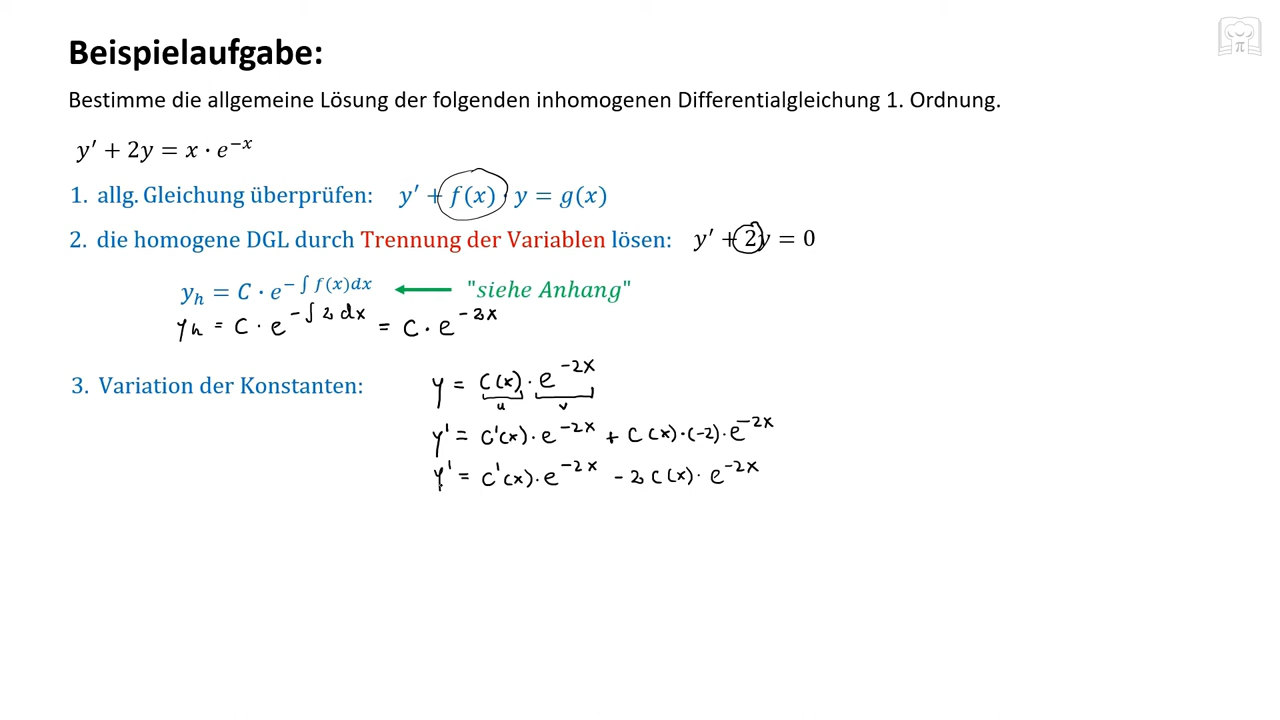 Beispielaufgabe:
Bestimme die allgemeine Lösung der folgenden inhomogenen Differentialgleichung 1. Ordnung.
y′ + 2y = x · e^{−x}
1. allg. Gleichung überprüfen: y′ + f(x) · y = g(x)
2. die homogene DGL durch Trennung der Variablen lösen: y′ + 2y = 0
y_h = C · e^{−∫ f(x)dx} ⟵ "siehe Anhang"
y_h = C · e^{−∫ 2 dx} = C · e^{−2x}
3. Variation der Konstanten: y = C(x) · e^{−2x}
u v
y' = C'(x) · e^{−2x} + C(x) · (−2) · e^{−2x}
y' = C'(x) · e^{−2x} − 2 C(x) · e^{−2x}
π